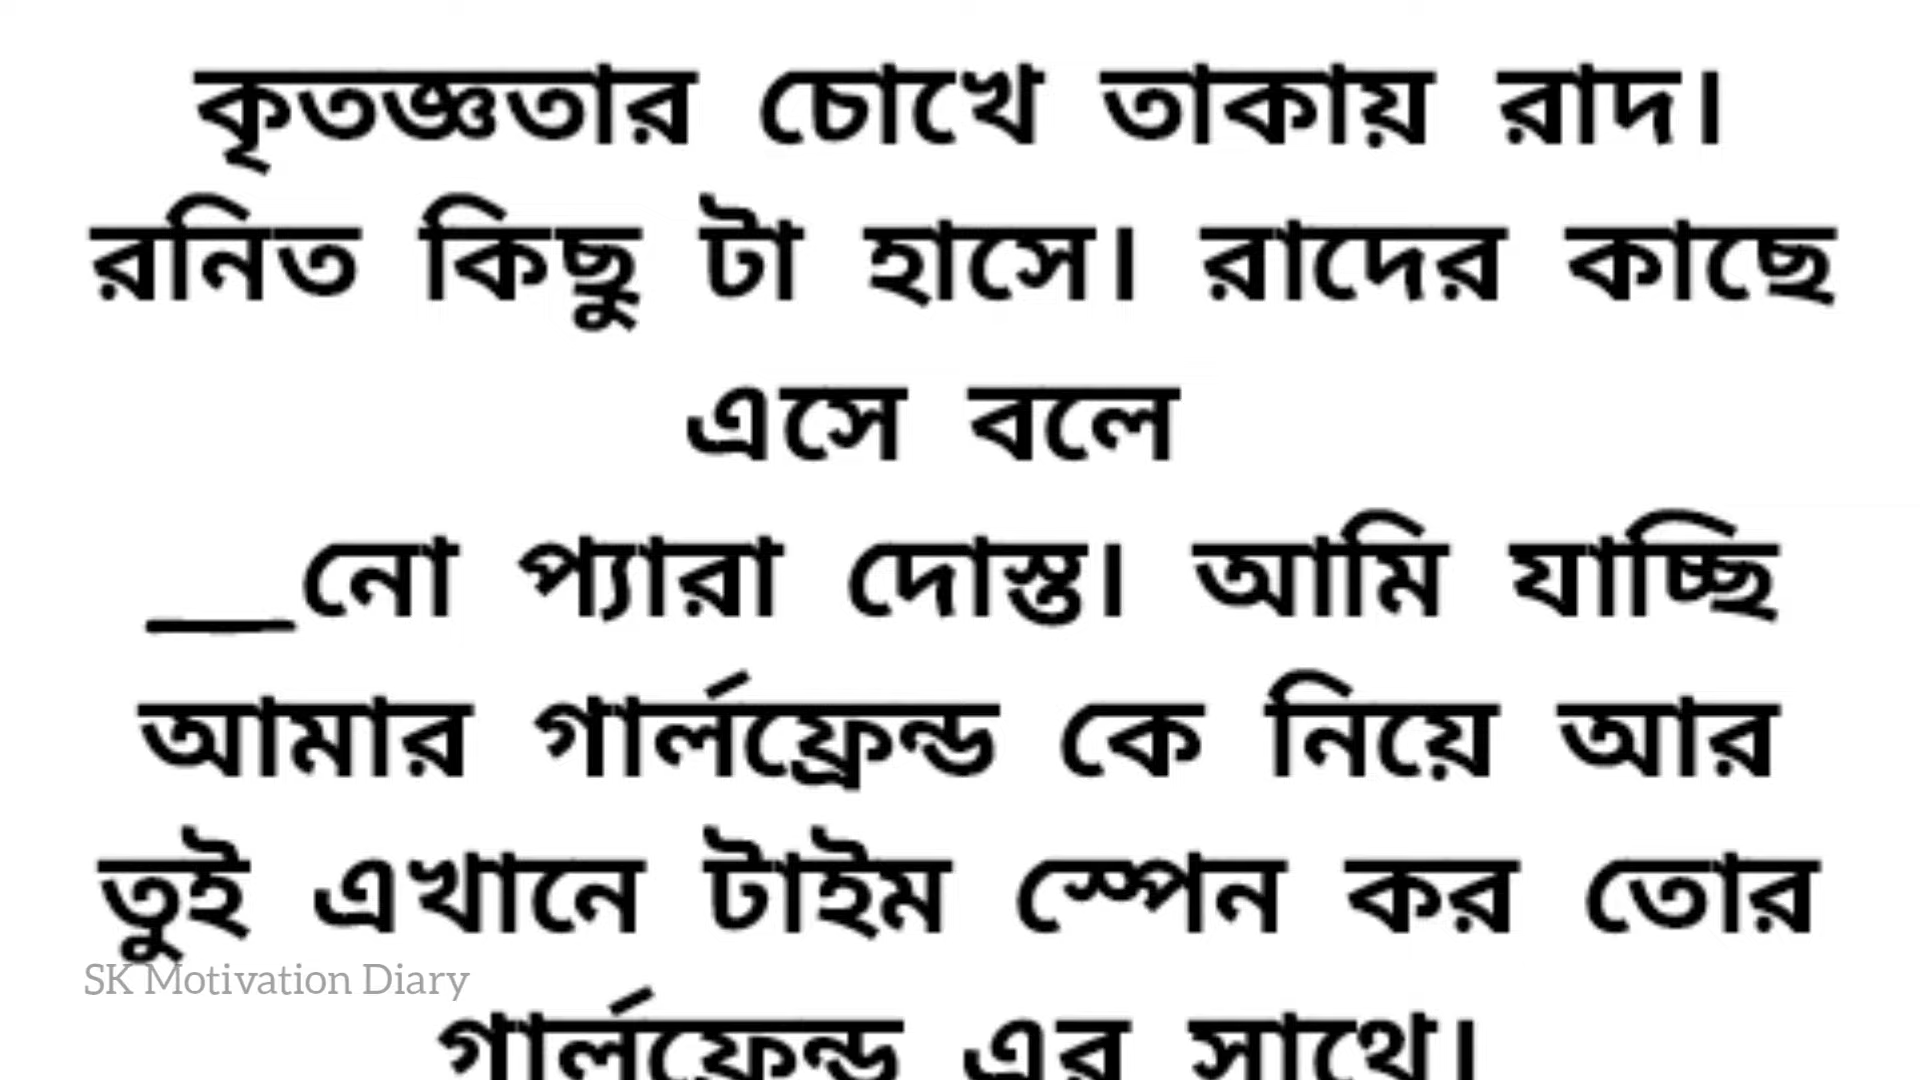 কৃতজ্ঞতার চোখে তাকায় রাদ।
রনিত কিছু টা হাসে। রাদের কাছে
এসে বলে
__নো প্যারা দোস্ত। আমি যাচ্ছি
আমার গার্লফ্রেন্ড কে নিয়ে আর
তুই এখানে টাইম স্পেন কর তোর
SK Motivation Diary
গার্লফ্রেন্ড এর সাথে।